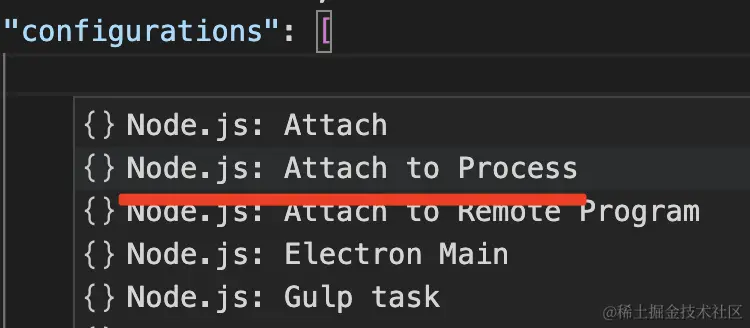 "configurations": [
{} Node.js: Attach
{} Node.js: Attach to Process
{} Node.js: Attach to Remote Program
{} Node.js: Electron Main
{} Node.js: Gulp task
@稀土掘金技术社区